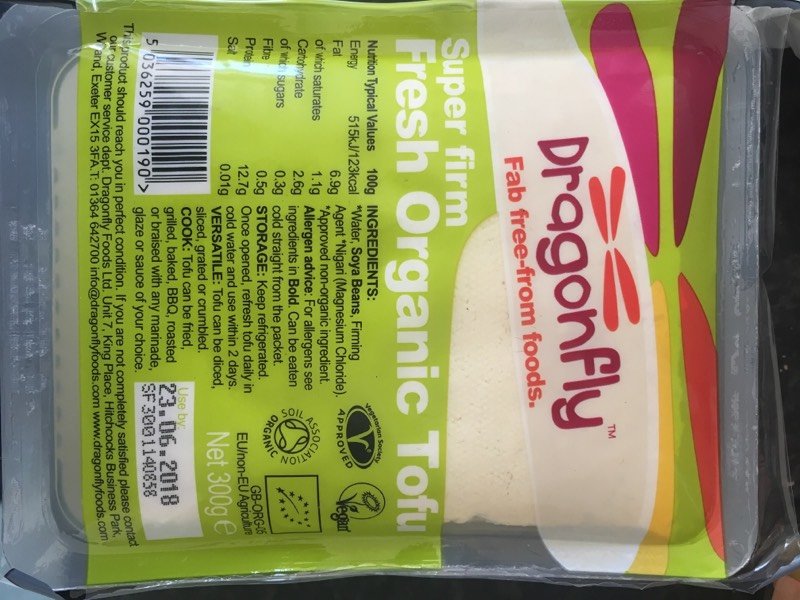 Dragonfly™
Fab free-from foods.
Super firm
Fresh Organic Tofu
Nutrition Typical Values 100g
Energy 515kJ/123kcal
Fat 6.9g
of which saturates 1.1g
Carbohydrate 2.6g
of which sugars 0.3g
Fibre 0.5g
Protein 12.7g
Salt 0.01g
5 036259 000190 >
INGREDIENTS:
*Water, Soya Beans, Firming
Agent *Nigari (Magnesium Chloride).
*Approved non-organic ingredient.
Allergen advice: For allergens see
ingredients in Bold. Can be eaten
cold straight from the packet.
STORAGE: Keep refrigerated.
Once opened, refresh tofu daily in
cold water and use within 2 days.
VERSATILE: Tofu can be diced,
sliced, grated or crumbled.
COOK: Tofu can be fried,
grilled, baked, BBQ, roasted
or braised with any marinade,
glaze or sauce of your choice.
Vegetarian Society
APPROVED
Vegan
SOIL ASSOCIATION
ORGANIC
GB-ORG-05
EU/non-EU Agriculture
Net 300g e
Use by:
23.06.2018
SF3001140858
This product should reach you in perfect condition. If you are not completely satisfied please contact
our customer service dept. Dragonfly Foods Ltd. Unit 7, King Place, Hitchcocks Business Park,
Willand, Exeter EX15 3FA T: 01364 642700 info@dragonflyfoods.com www.dragonflyfoods.com